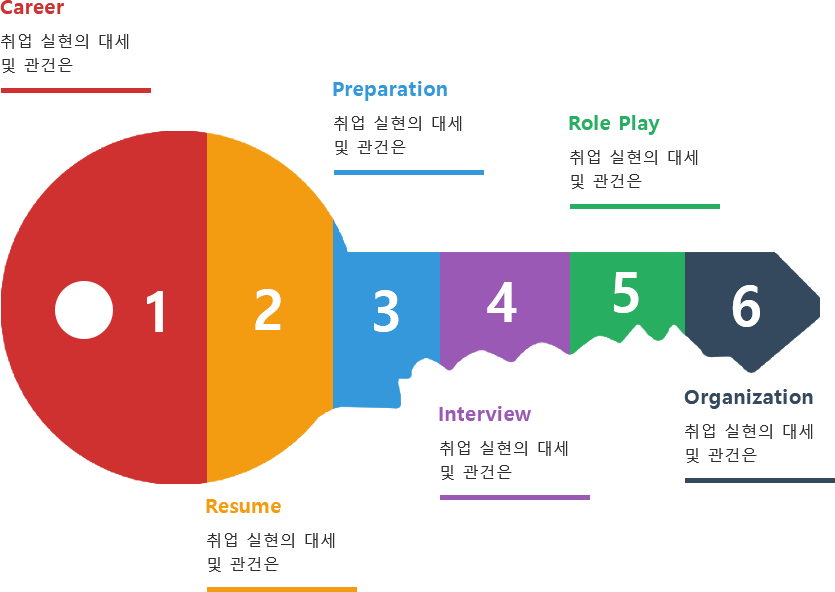 Career
취업 실현의 대세
및 관건은
Preparation
취업 실현의 대세
및 관건은
Role Play
취업 실현의 대세
및 관건은
1
2
3
4
5
6
Interview
취업 실현의 대세
및 관건은
Organization
취업 실현의 대세
및 관건은
Resume
취업 실현의 대세
및 관건은